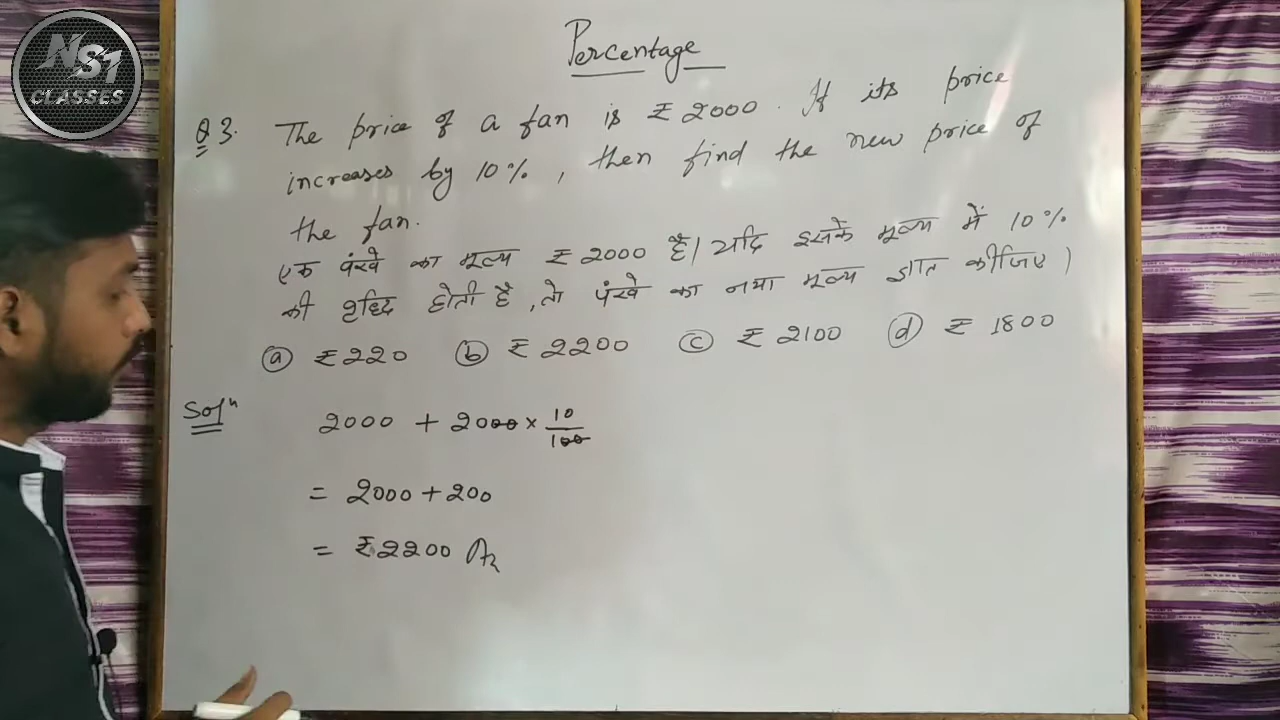 NS1
CLASSES
Percentage
Q3. The price of a fan is ₹ 2000. If its price
increases by 10%, then find the new price of
the fan.
एक पंखे का मूल्य ₹ 2000 है। यदि इसके मूल्य में 10%
की वृद्धि होती है, तो पंखे का नया मूल्य ज्ञात कीजिए।
(a) ₹220 (b) ₹ 2200 (c) ₹ 2100 (d) ₹ 1800
Solⁿ 2000 + 2000 × 10/100
= 2000 + 200
= ₹2200 Ans